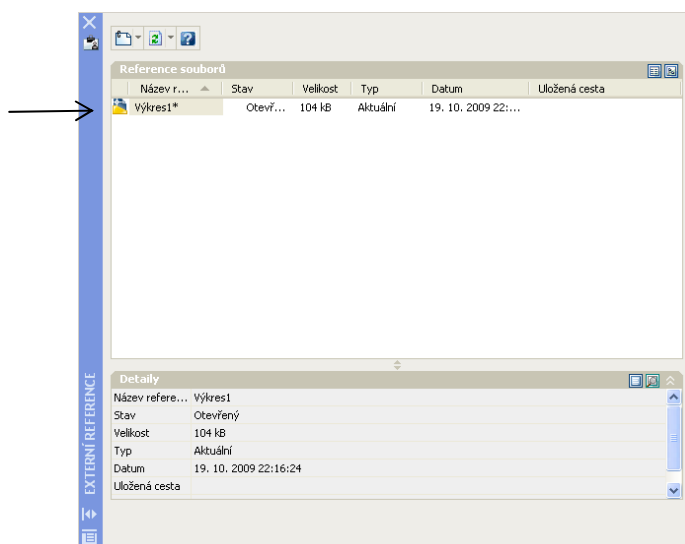 Reference souborů
Název r... Stav Velikost Typ Datum Uložená cesta
Výkres1* Otevř... 104 kB Aktuální 19. 10. 2009 22:...
Detaily
Název refere... Výkres1
Stav Otevřený
Velikost 104 kB
Typ Aktuální
Datum 19. 10. 2009 22:16:24
Uložená cesta
EXTERNÍ REFERENCE